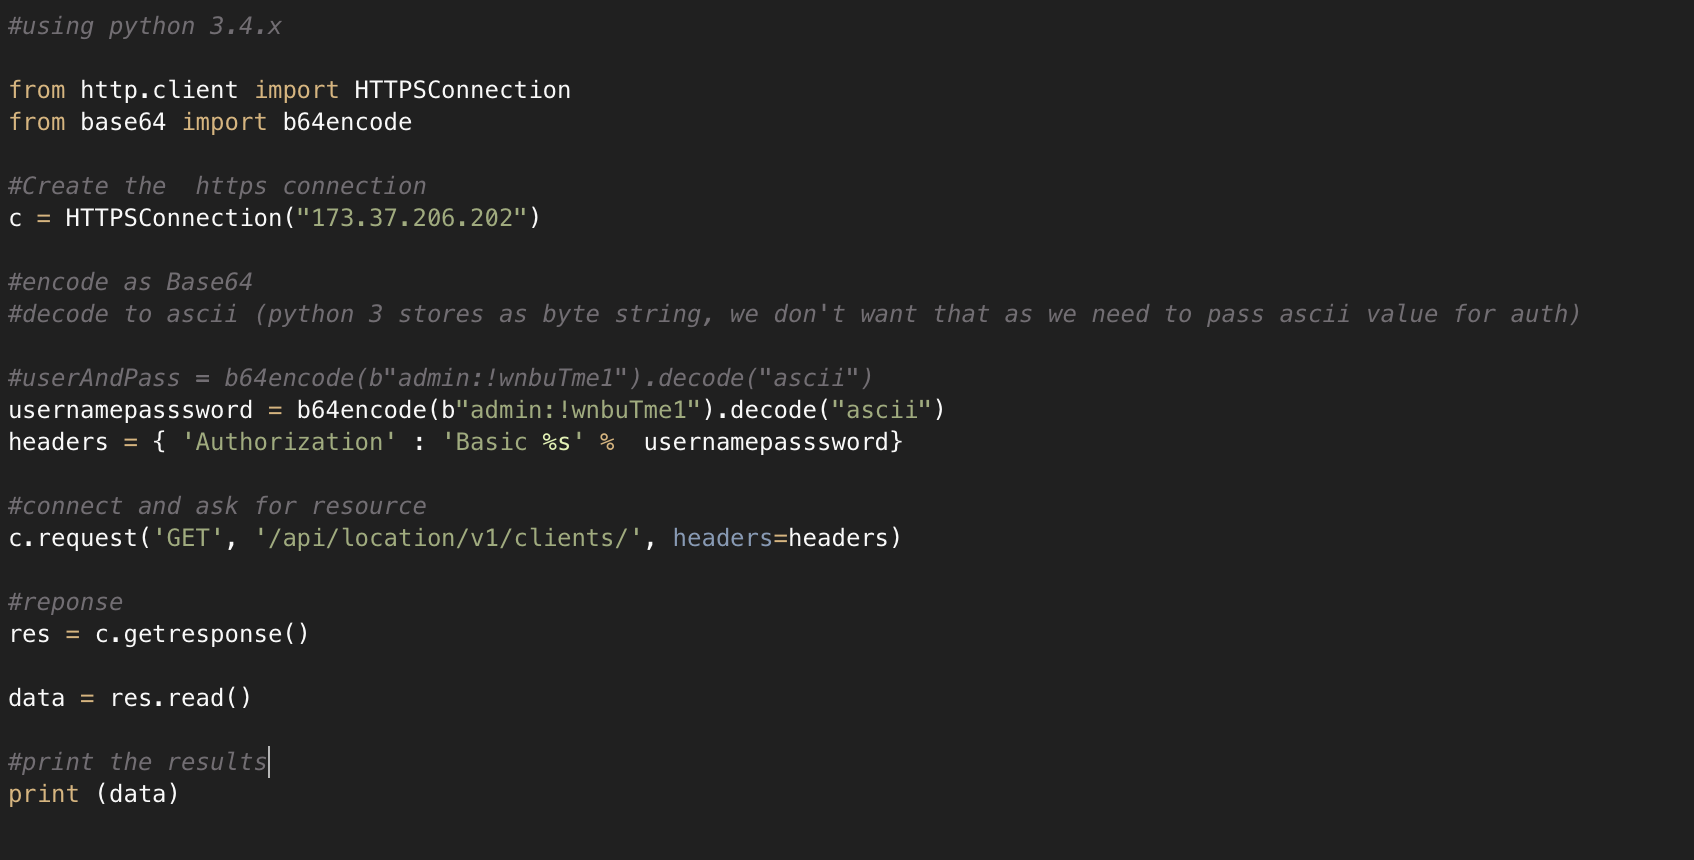 #using python 3.4.x
from http.client import HTTPSConnection
from base64 import b64encode
#Create the  https connection
c = HTTPSConnection("173.37.206.202")
#encode as Base64
#decode to ascii (python 3 stores as byte string, we don't want that as we need to pass ascii value for auth)
#userAndPass = b64encode(b"admin:!wnbuTme1").decode("ascii")
usernamepasssword = b64encode(b"admin:!wnbuTme1").decode("ascii")
headers = { 'Authorization' : 'Basic %s' %  usernamepasssword}
#connect and ask for resource
c.request('GET', '/api/location/v1/clients/', headers=headers)
#reponse
res = c.getresponse()
data = res.read()
#print the results
print (data)